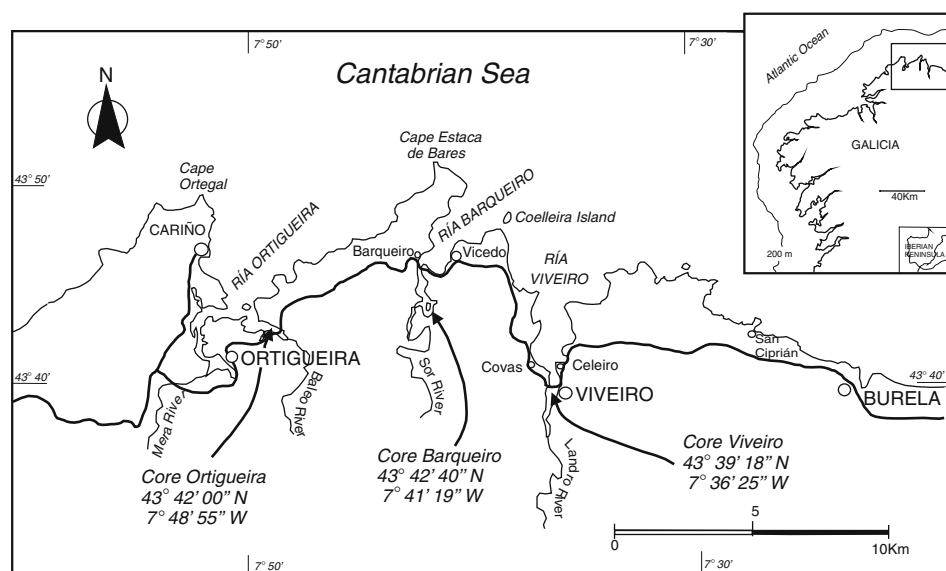 7° 50'
7° 30'
N
Cantabrian Sea
Atlantic Ocean
GALICIA
40Km
200 m
IBERIAN
PENINSULA
Cape Estaca
de Bares
43° 50'
Cape
Ortegal
CARIÑO
RÍA ORTIGUEIRA
RÍA BARQUEIRO
Coelleira Island
Barqueiro
Vicedo
RÍA
VIVEIRO
San
Ciprián
ORTIGUEIRA
Covas
Celeiro
43° 40'
43° 40'
VIVEIRO
BURELA
Mera River
Baleo River
Sor River
Landro River
Core Ortigueira
43° 42' 00" N
7° 48' 55" W
Core Barqueiro
43° 42' 40" N
7° 41' 19" W
Core Viveiro
43° 39' 18" N
7° 36' 25" W
5
0
10Km
7° 50'
7° 30'